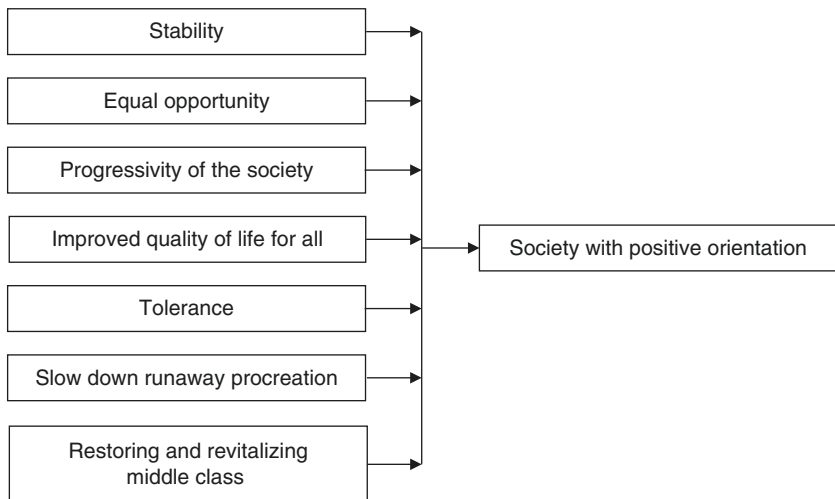 Stability
Equal opportunity
Progressivity of the society
Improved quality of life for all
Society with positive orientation
Tolerance
Slow down runaway procreation
Restoring and revitalizing
middle class